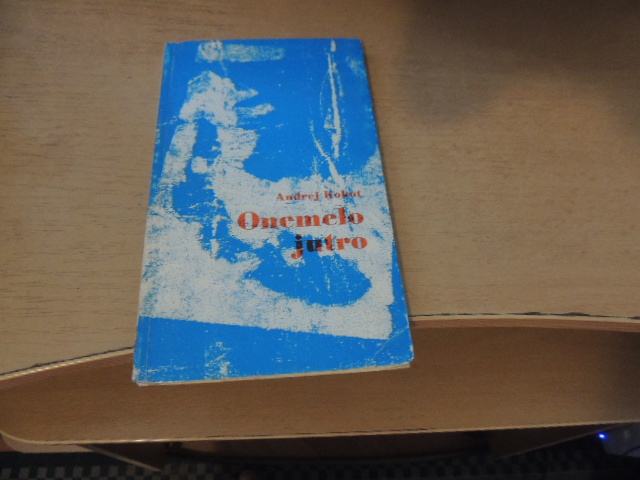 Andrej Kokot
Onemelo
jutro